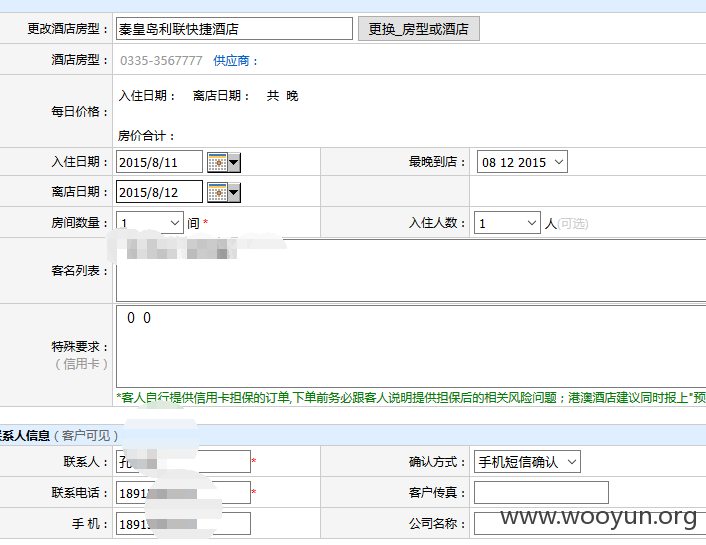 更改酒店房型： 秦皇岛利联快捷酒店 更换_房型或酒店
酒店房型： 0335-3567777 供应商：
每日价格： 入住日期： 离店日期： 共 晚
房价合计：
入住日期： 2015/8/11 最晚到店： 08 12 2015
离店日期： 2015/8/12
房间数量： 1 间 * 入住人数： 1 人(可选)
客名列表：
特殊要求： 0 0
（信用卡）
*客人自行提供信用卡担保的订单,下单前务必跟客人说明提供担保后的相关风险问题；港澳酒店建议同时报上"预
联系人信息（客户可见）
联系人： 孔 * 确认方式： 手机短信确认
联系电话： 1891 * 客户传真：
手 机： 1891 公司名称：
www.wooyun.org